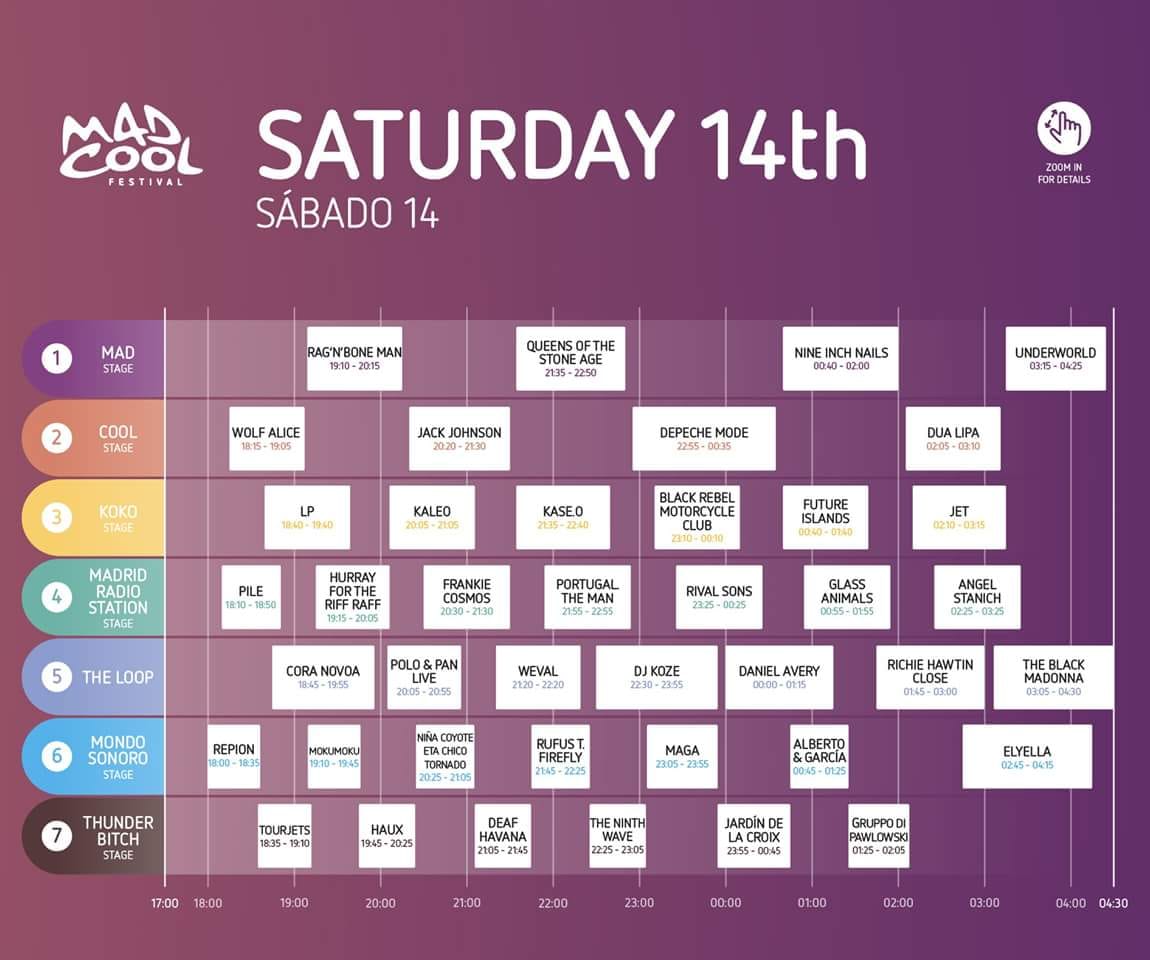 MAD
COOL
FESTIVAL
SATURDAY 14th
SÁBADO 14
ZOOM IN
FOR DETAILS
1
MAD
STAGE
RAG'N'BONE MAN
19:10 - 20:15
QUEENS OF THE
STONE AGE
21:35 - 22:50
NINE INCH NAILS
00:40 - 02:00
UNDERWORLD
03:15 - 04:25
2
COOL
STAGE
WOLF ALICE
18:15 - 19:05
JACK JOHNSON
20:20 - 21:30
DEPECHE MODE
22:55 - 00:35
DUA LIPA
02:05 - 03:10
3
KOKO
STAGE
LP
18:40 - 19:40
KALEO
20:05 - 21:05
KASE.O
21:35 - 22:40
BLACK REBEL
MOTORCYCLE
CLUB
23:10 - 00:10
FUTURE
ISLANDS
00:40 - 01:40
JET
02:10 - 03:15
4
MADRID
RADIO
STATION
STAGE
PILE
18:10 - 18:50
HURRAY
FOR THE
RIFF RAFF
19:15 - 20:05
FRANKIE
COSMOS
20:30 - 21:30
PORTUGAL
THE MAN
21:55 - 22:55
RIVAL SONS
23:25 - 00:25
GLASS
ANIMALS
00:55 - 01:55
ANGEL
STANICH
02:25 - 03:25
5
THE LOOP
CORA NOVOA
18:45 - 19:55
POLO & PAN
LIVE
20:05 - 20:55
WEVAL
21:20 - 22:20
DJ KOZE
22:30 - 23:55
DANIEL AVERY
00:00 - 01:15
RICHIE HAWTIN
CLOSE
01:45 - 03:00
THE BLACK
MADONNA
03:05 - 04:30
6
MONDO
SONORO
STAGE
REPION
18:00 - 18:35
MOKUMOKU
19:10 - 19:45
NIÑA COYOTE
ETA CHICO
TORNADO
20:25 - 21:05
RUFUS T.
FIREFLY
21:45 - 22:25
MAGA
23:05 - 23:55
ALBERTO
& GARCÍA
00:45 - 01:25
ELYELLA
02:45 - 04:15
7
THUNDER
BITCH
STAGE
TOURJETS
18:35 - 19:10
HAUX
19:45 - 20:25
DEAF
HAVANA
21:05 - 21:45
THE NINTH
WAVE
22:25 - 23:05
JARDÍN DE
LA CROIX
23:55 - 00:45
GRUPPO DI
PAWLOWSKI
01:25 - 02:05
17:00 18:00 19:00 20:00 21:00 22:00 23:00 00:00 01:00 02:00 03:00 04:00 04:30